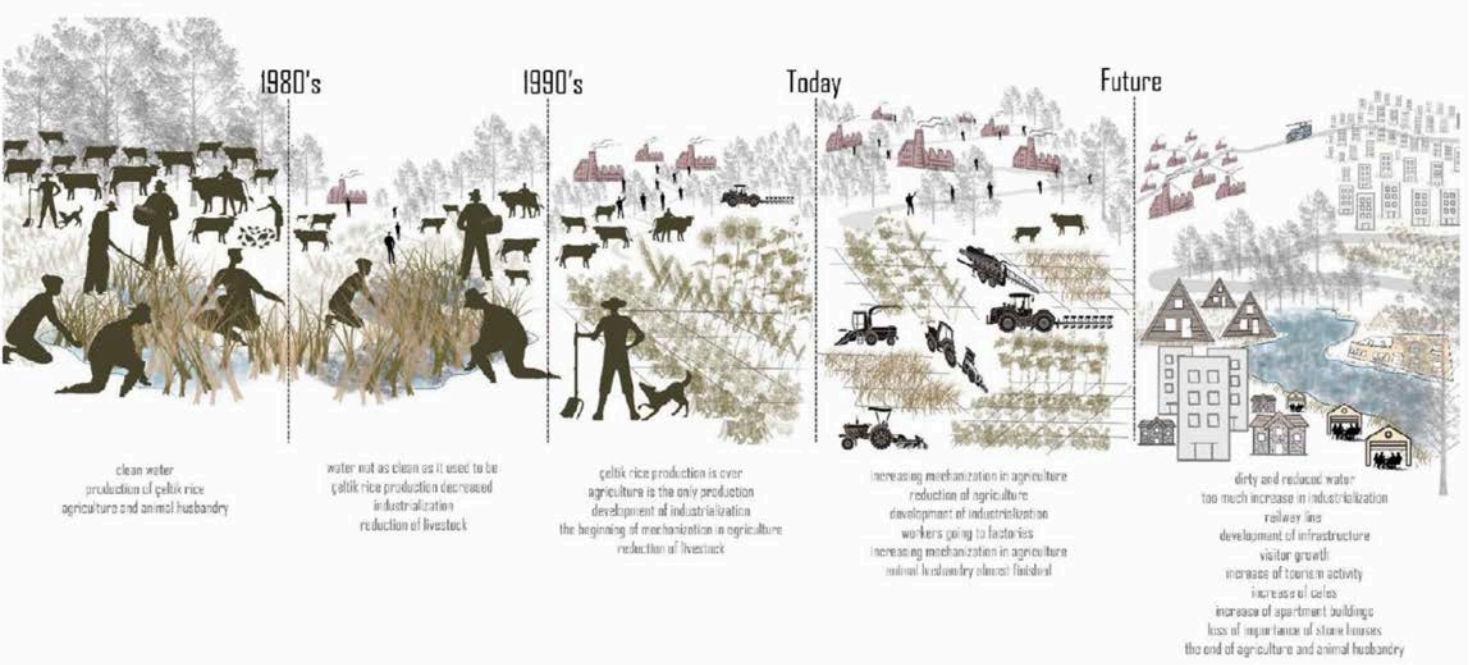 1980's
1990's
Today
Future
clean water
production of çeltik rice
agriculture and animal husbandry
water not as clean as it used to be
çeltik rice production decreased
industrialization
reduction of livestock
çeltik rice production is over
agriculture is the only production
development of industrialization
the beginning of mechanization in agriculture
reduction of livestock
increasing mechanization in agriculture
reduction of agriculture
development of industrialization
workers going to factories
increasing mechanization in agriculture
animal husbandry almost finished
dirty and reduced water
too much increase in industrialization
railway line
development of infrastructure
visitor growth
increase of tourism activity
increase of cafes
increase of apartment buildings
loss of importance of stone houses
the end of agriculture and animal husbandry